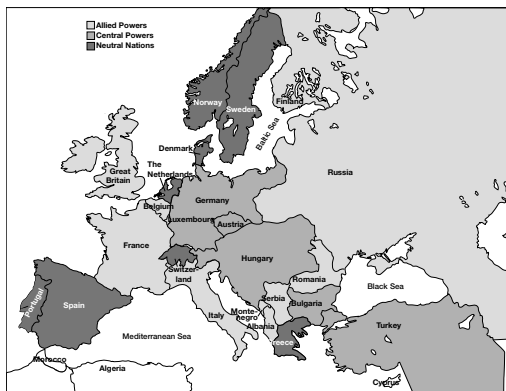 Allied Powers
Central Powers
Neutral Nations
Norway
Sweden
Finland
Baltic Sea
Denmark
Russia
Great
Britain
The
Netherlands
Belgium
Germany
Luxembourg
Austria
France
Hungary
Switzer-
land
Romania
Black Sea
Portugal
Spain
Italy
Monte-
negro
Serbia
Bulgaria
Albania
Greece
Turkey
Mediterranean Sea
Morocco
Algeria
Cyprus